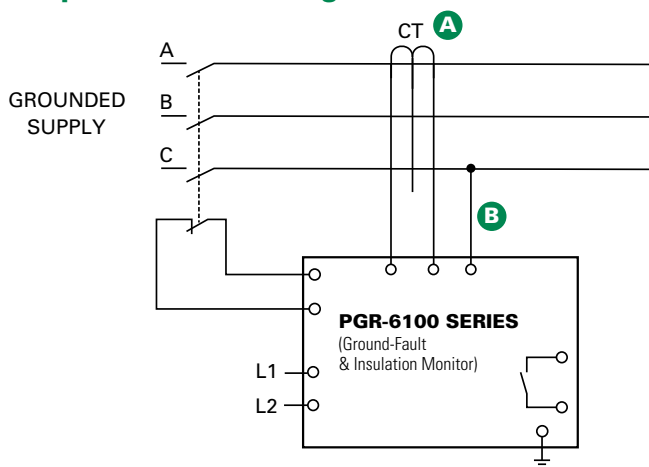 CT A
A
GROUNDED
SUPPLY
B
C
B
PGR-6100 SERIES
(Ground-Fault
& Insulation Monitor)
L1
L2